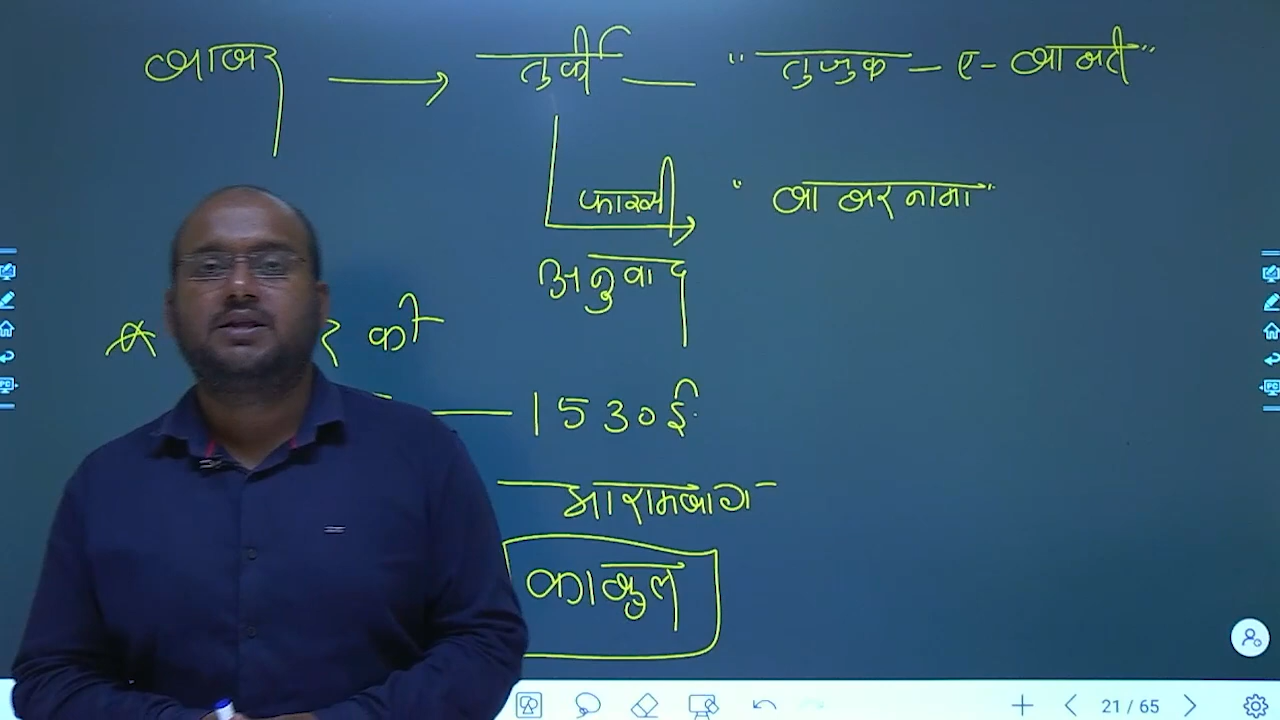 बाबर → तुर्की — "तुजुक - ए - बाबरी"
फारसी "बाबरनामा"
अनुवाद
को
— 1530 ई.
आरामबाग
काबुल
21 / 65